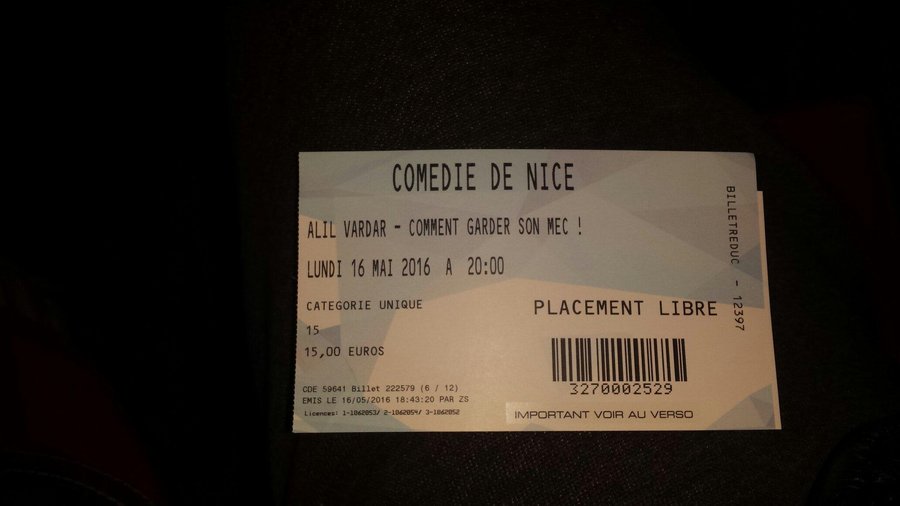 COMEDIE DE NICE
ALIL VARDAR - COMMENT GARDER SON MEC !
LUNDI 16 MAI 2016 A 20:00
CATEGORIE UNIQUE
15
15,00 EUROS
PLACEMENT LIBRE
3270002529
CDE 59641 Billet 222579 (6 / 12)
EMIS LE 16/05/2016 18:43:20 PAR ZS
Licences: 1-1062053/ 2-1062054/ 3-1062052
IMPORTANT VOIR AU VERSO
BILLETREDUC - 12397